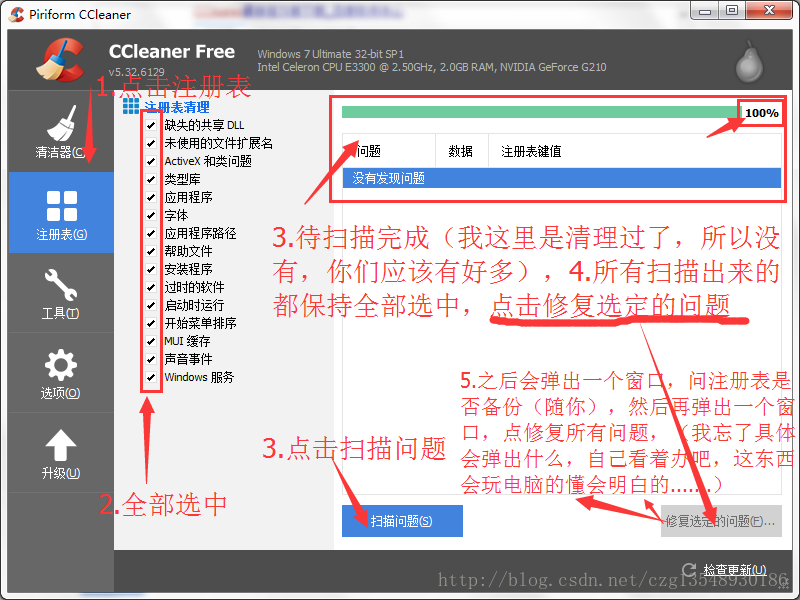 Piriform CCleaner
CCleaner Free
v5.32.6129
Windows 7 Ultimate 32-bit SP1
Intel Celeron CPU E3300 @ 2.50GHz, 2.0GB RAM, NVIDIA GeForce G210
1.点击注册表
清洁器(C)
注册表(G)
工具(T)
选项(O)
升级(U)
注册表清理
缺失的共享 DLL
未使用的文件扩展名
ActiveX 和类问题
类型库
应用程序
字体
应用程序路径
帮助文件
安装程序
过时的软件
启动时运行
开始菜单排序
MUI 缓存
声音事件
Windows 服务
2.全部选中
100%
问题 数据 注册表键值
没有发现问题
3.待扫描完成（我这里是清理过了，所以没
有，你们应该有好多），4.所有扫描出来的
都保持全部选中，点击修复选定的问题
5.之后会弹出一个窗口，问注册表是
否备份（随你），然后再弹出一个窗
口，点修复所有问题，（我忘了具体
会弹出什么，自己看着办吧，这东西
会玩电脑的懂会明白的.......）
3.点击扫描问题
扫描问题(S)
修复选定的问题(F)...
检查更新(U)
http://blog.csdn.net/czg13548930186